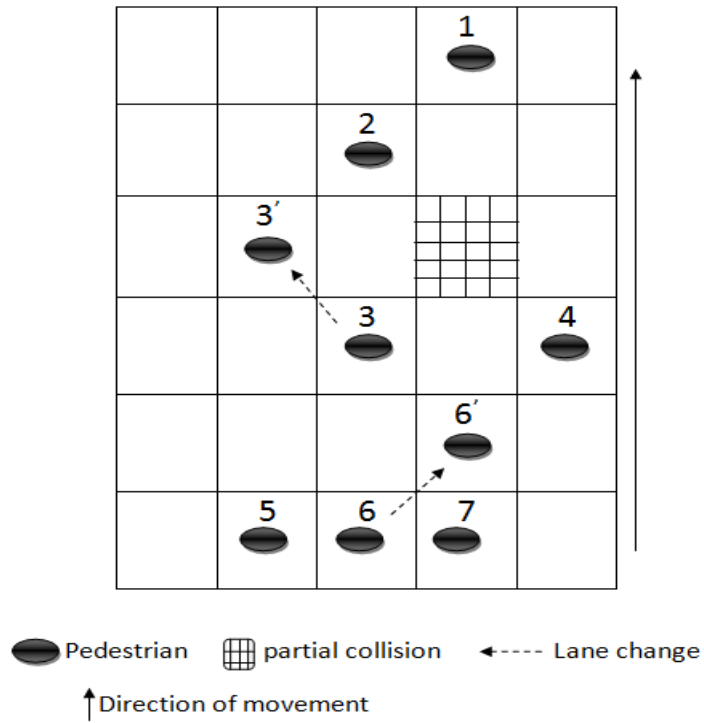 1
2
3′
3 4
6′
5 6 7
Pedestrian partial collision Lane change
Direction of movement